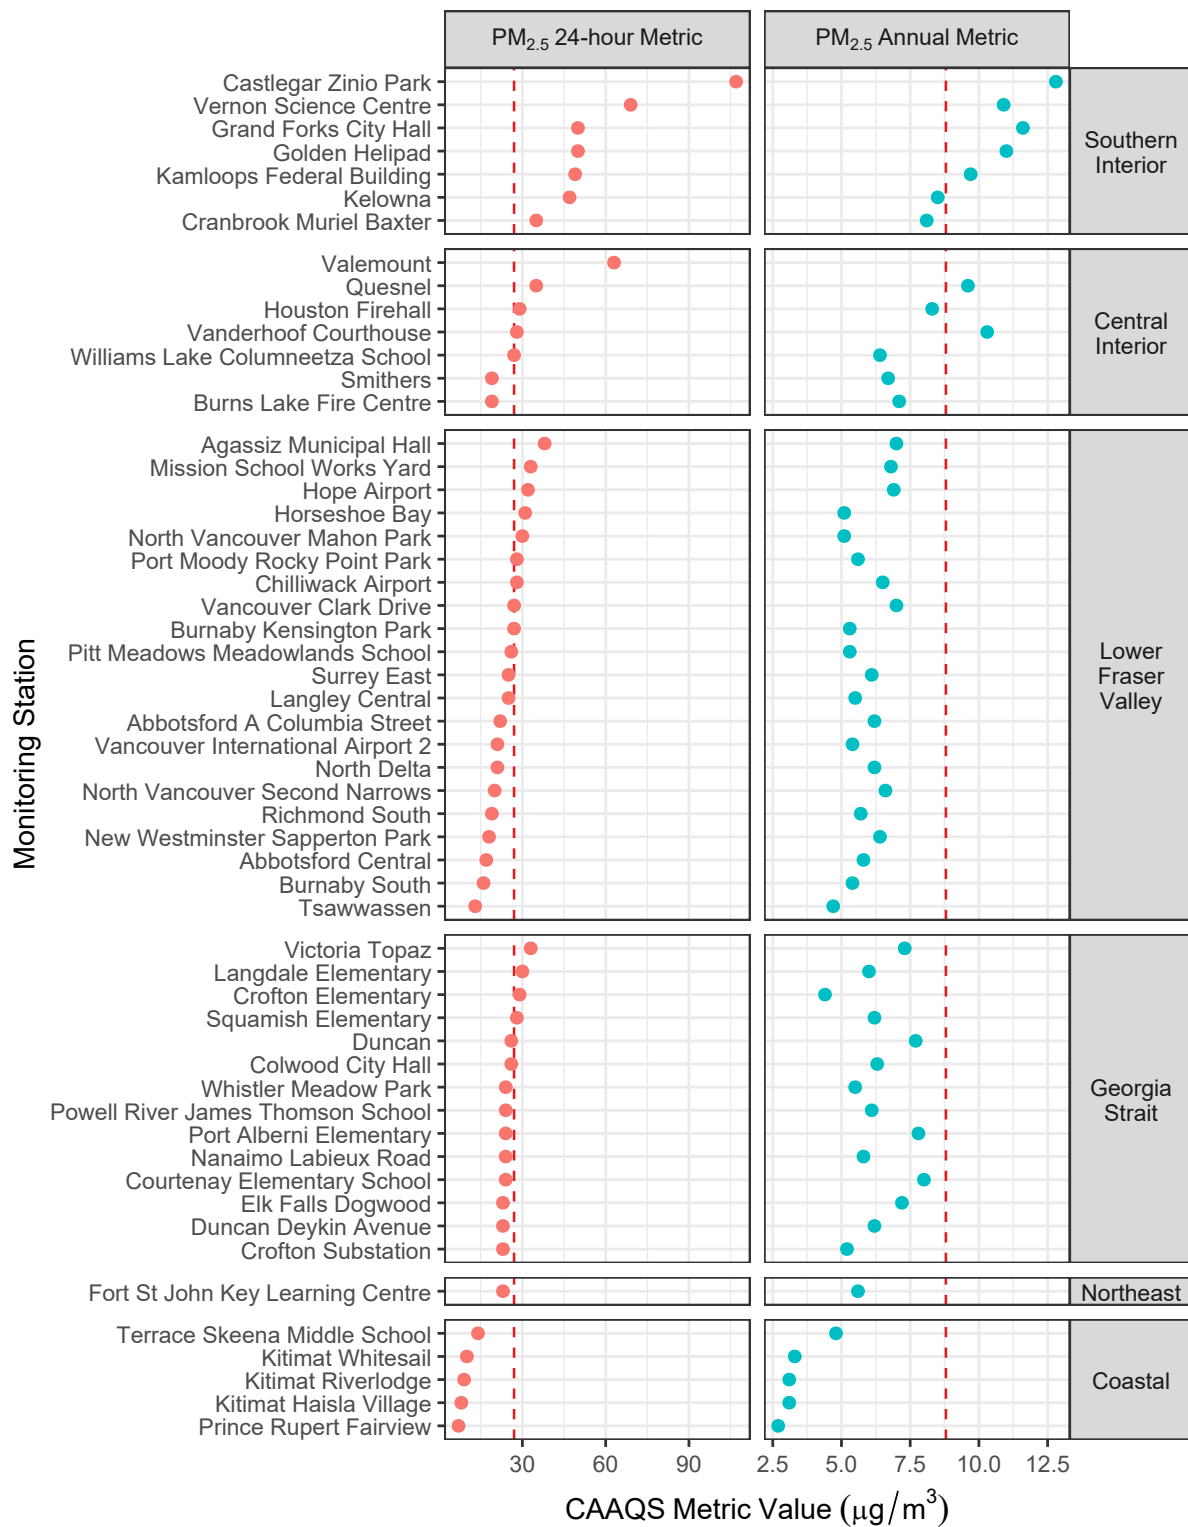 PM2.5 24-hour Metric
PM2.5 Annual Metric
Castlegar Zinio Park
Vernon Science Centre
Grand Forks City Hall
Golden Helipad
Kamloops Federal Building
Kelowna
Cranbrook Muriel Baxter
Southern
Interior
Valemount
Quesnel
Houston Firehall
Vanderhoof Courthouse
Williams Lake Columneetza School
Smithers
Burns Lake Fire Centre
Central
Interior
Agassiz Municipal Hall
Mission School Works Yard
Hope Airport
Horseshoe Bay
North Vancouver Mahon Park
Port Moody Rocky Point Park
Chilliwack Airport
Vancouver Clark Drive
Burnaby Kensington Park
Pitt Meadows Meadowlands School
Surrey East
Langley Central
Abbotsford A Columbia Street
Vancouver International Airport 2
North Delta
North Vancouver Second Narrows
Richmond South
New Westminster Sapperton Park
Abbotsford Central
Burnaby South
Tsawwassen
Lower
Fraser
Valley
Victoria Topaz
Langdale Elementary
Crofton Elementary
Squamish Elementary
Duncan
Colwood City Hall
Whistler Meadow Park
Powell River James Thomson School
Port Alberni Elementary
Nanaimo Labieux Road
Courtenay Elementary School
Elk Falls Dogwood
Duncan Deykin Avenue
Crofton Substation
Georgia
Strait
Fort St John Key Learning Centre
Northeast
Terrace Skeena Middle School
Kitimat Whitesail
Kitimat Riverlodge
Kitimat Haisla Village
Prince Rupert Fairview
Coastal
30 60 90
2.5 5.0 7.5 10.0 12.5
CAAQS Metric Value (μg/m³)
Monitoring Station